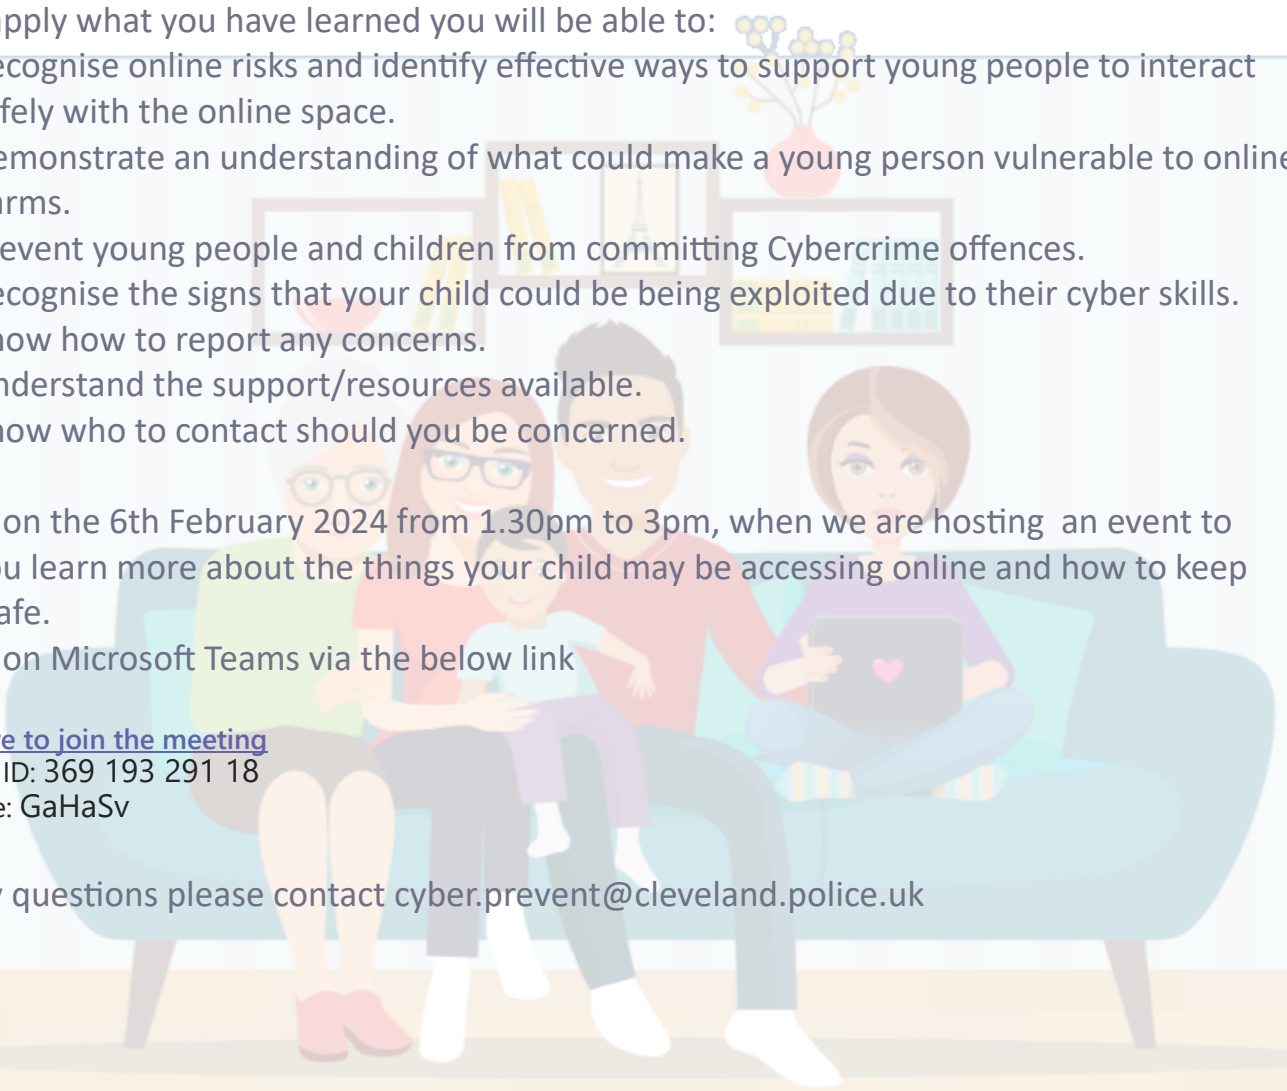 apply what you have learned you will be able to:
ecognise online risks and identify effective ways to support young people to interact
fely with the online space.
emonstrate an understanding of what could make a young person vulnerable to online
arms.
event young people and children from committing Cybercrime offences.
ecognise the signs that your child could be being exploited due to their cyber skills.
now how to report any concerns.
nderstand the support/resources available.
now who to contact should you be concerned.
on the 6th February 2024 from 1.30pm to 3pm, when we are hosting an event to
ou learn more about the things your child may be accessing online and how to keep
afe.
on Microsoft Teams via the below link
re to join the meeting
ID: 369 193 291 18
e: GaHaSv
y questions please contact cyber.prevent@cleveland.police.uk